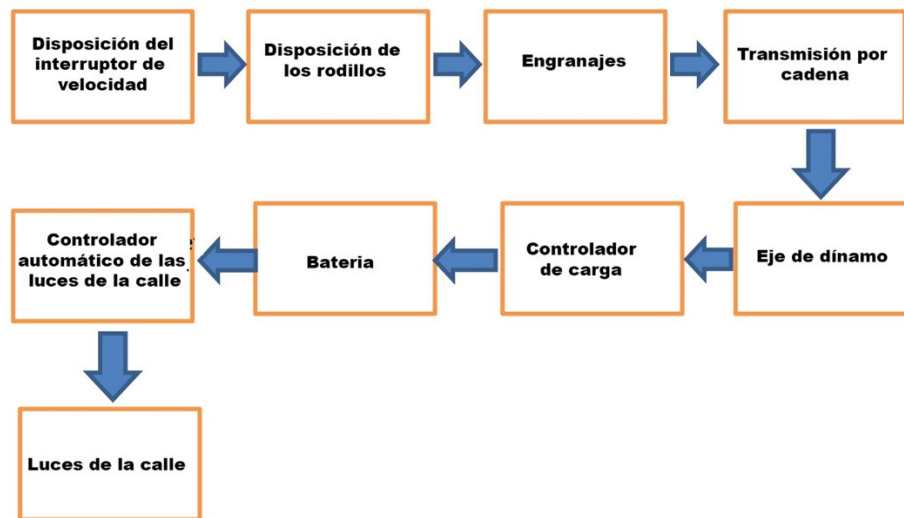 Disposición del
interruptor de
velocidad
Disposición de
los rodillos
Engranajes
Transmisión por
cadena
Eje de dínamo
Controlador
de carga
Bateria
Controlador
automático de las
luces de la calle
Luces de la calle